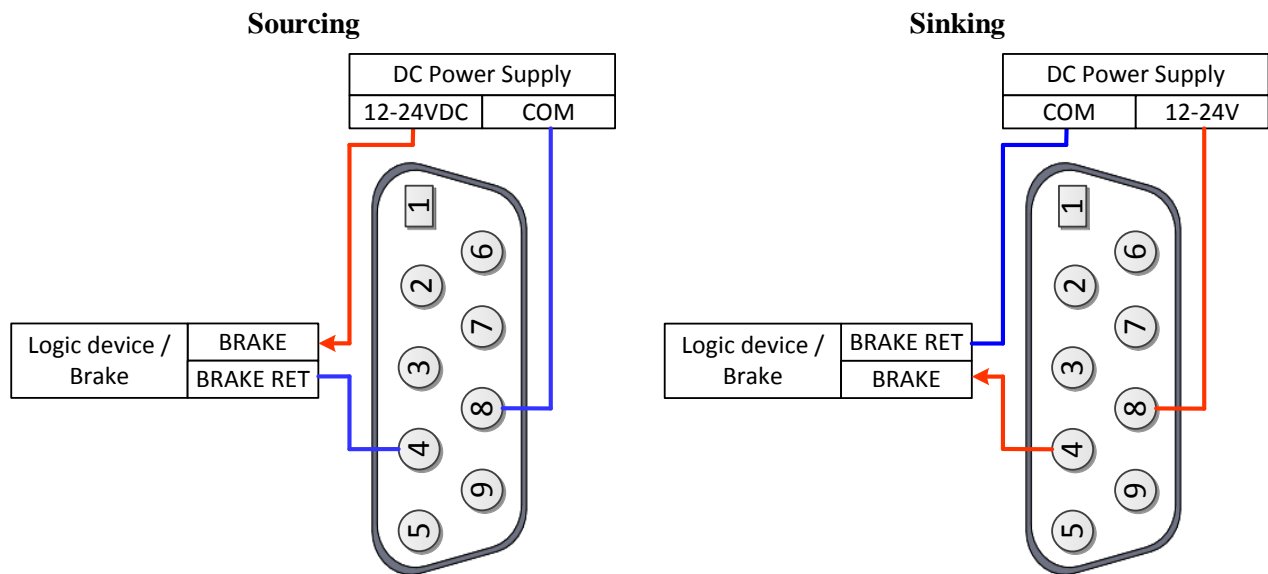 Sourcing
DC Power Supply
12-24VDC COM
1
6
2
7
3
8
4
9
5
Logic device /
Brake
BRAKE
BRAKE RET
Sinking
DC Power Supply
COM 12-24V
1
6
2
7
3
8
4
9
5
Logic device /
Brake
BRAKE RET
BRAKE